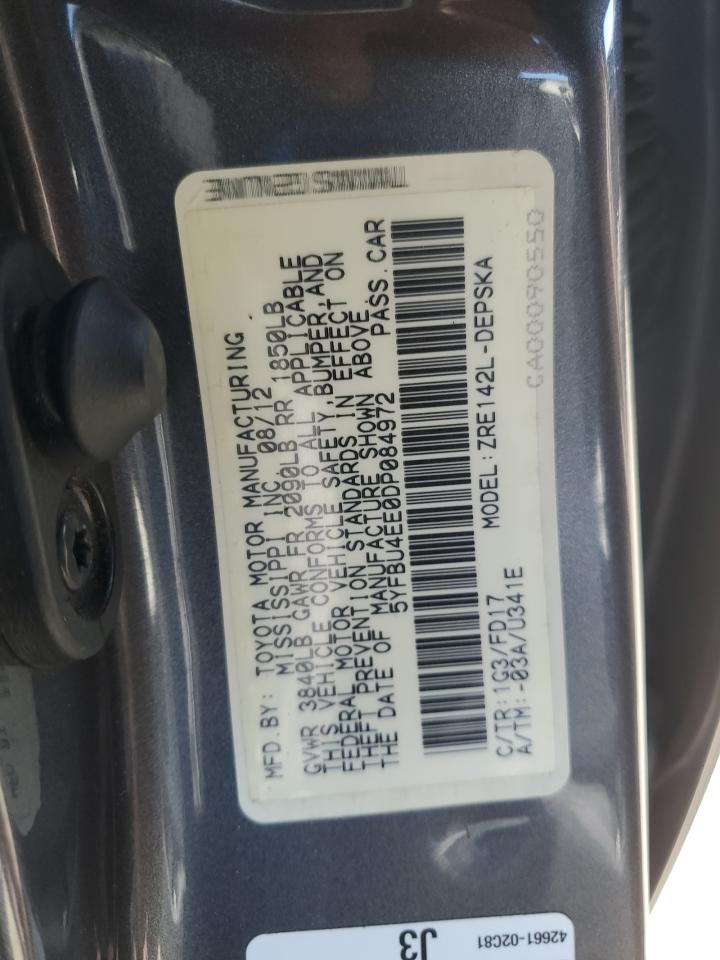 MFD.BY: TOYOTA MOTOR MANUFACTURING
MISSISSIPPI INC. 08/12
GVWR 3840LB GAWR FR 2090LB RR 1850LB
THIS VEHICLE CONFORMS TO ALL APPLICABLE
FEDERAL MOTOR VEHICLE SAFETY,BUMPER,AND
THEFT PREVENTION STANDARDS IN EFFECT ON
THE DATE OF MANUFACTURE SHOWN ABOVE
5YFBU4EE0DP084972 PASS.CAR
MODEL:ZRE142L-DEPSKA
C/TR:1G3/FD17
A/TM:-03A/U341E
CA00090550
42661-02C81
J3